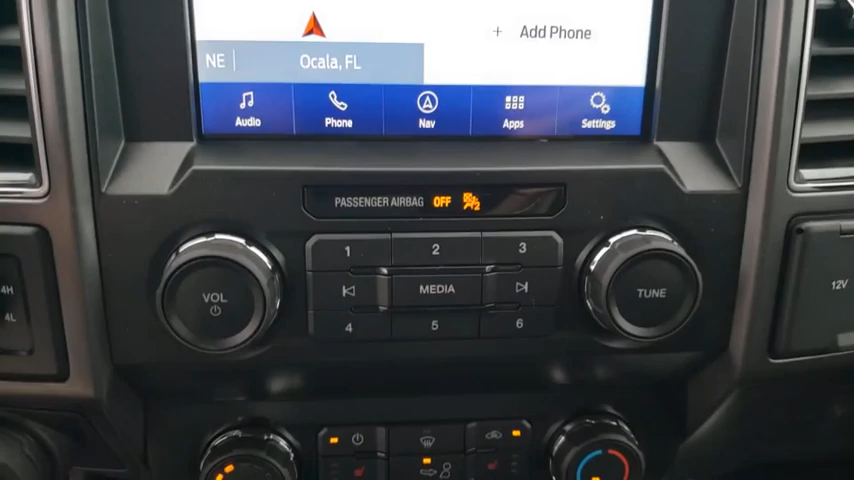 + Add Phone
NE Ocala, FL
Audio Phone Nav Apps Settings
PASSENGER AIRBAG OFF 2
1 2 3
VOL MEDIA TUNE
4 5 6
4H
4L
12V